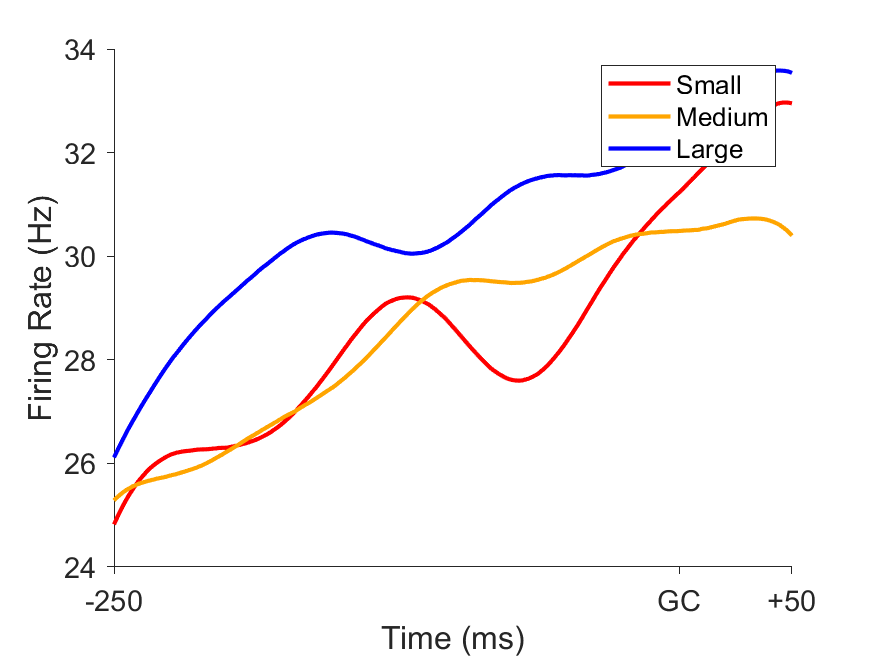 34
32
30
28
26
24
Firing Rate (Hz)
Small
Medium
Large
-250
GC
+50
Time (ms)